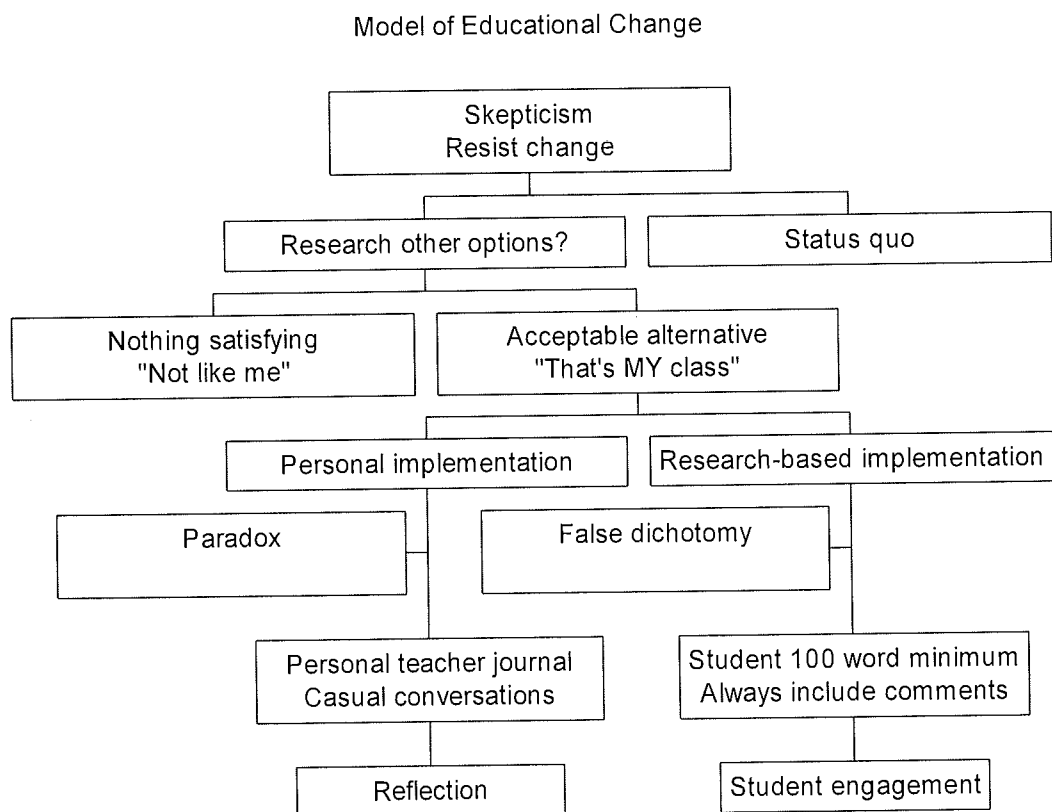 Model of Educational Change
Skepticism
Resist change
Research other options?
Status quo
Nothing satisfying
"Not like me"
Acceptable alternative
"That's MY class"
Personal implementation
Research-based implementation
Paradox
False dichotomy
Personal teacher journal
Casual conversations
Student 100 word minimum
Always include comments
Reflection
Student engagement